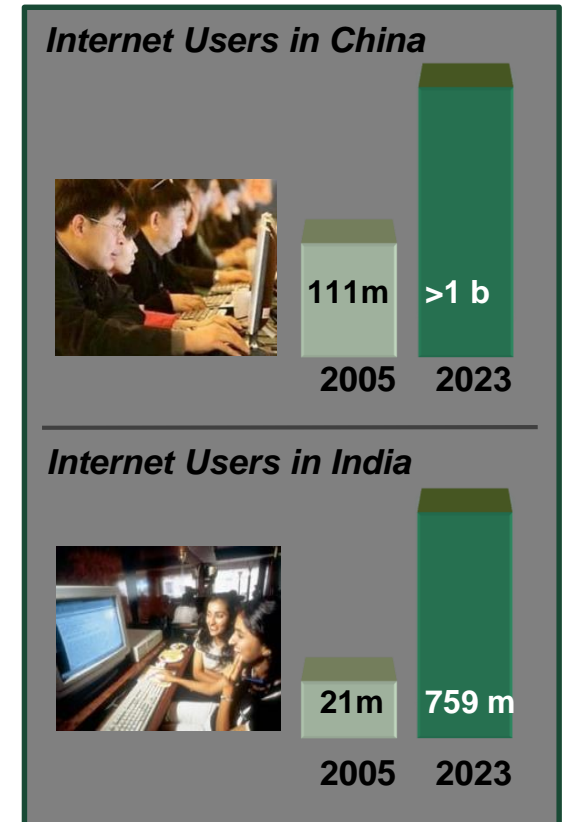 Internet Users in China
111m >1 b
2005 2023
Internet Users in India
21m 759 m
2005 2023